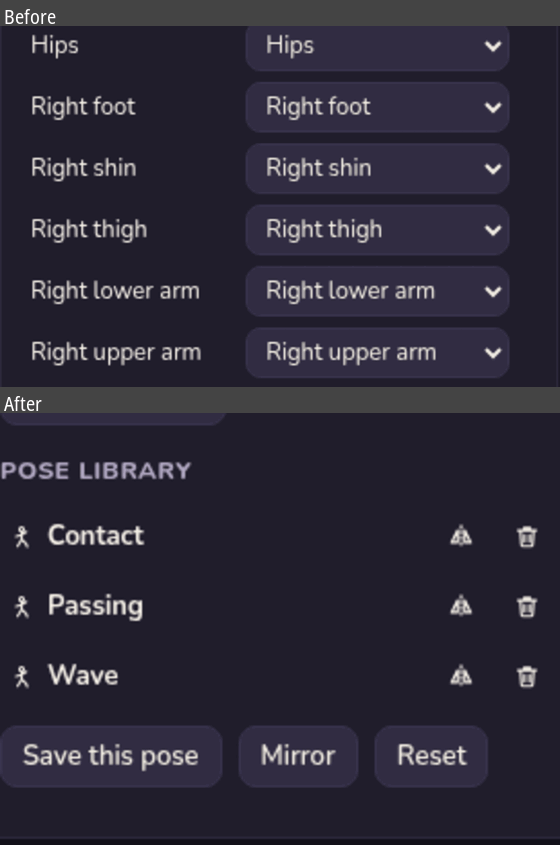 Before
Hips Hips
Right foot Right foot
Right shin Right shin
Right thigh Right thigh
Right lower arm Right lower arm
Right upper arm Right upper arm
After
POSE LIBRARY
Contact
Passing
Wave
Save this pose Mirror Reset